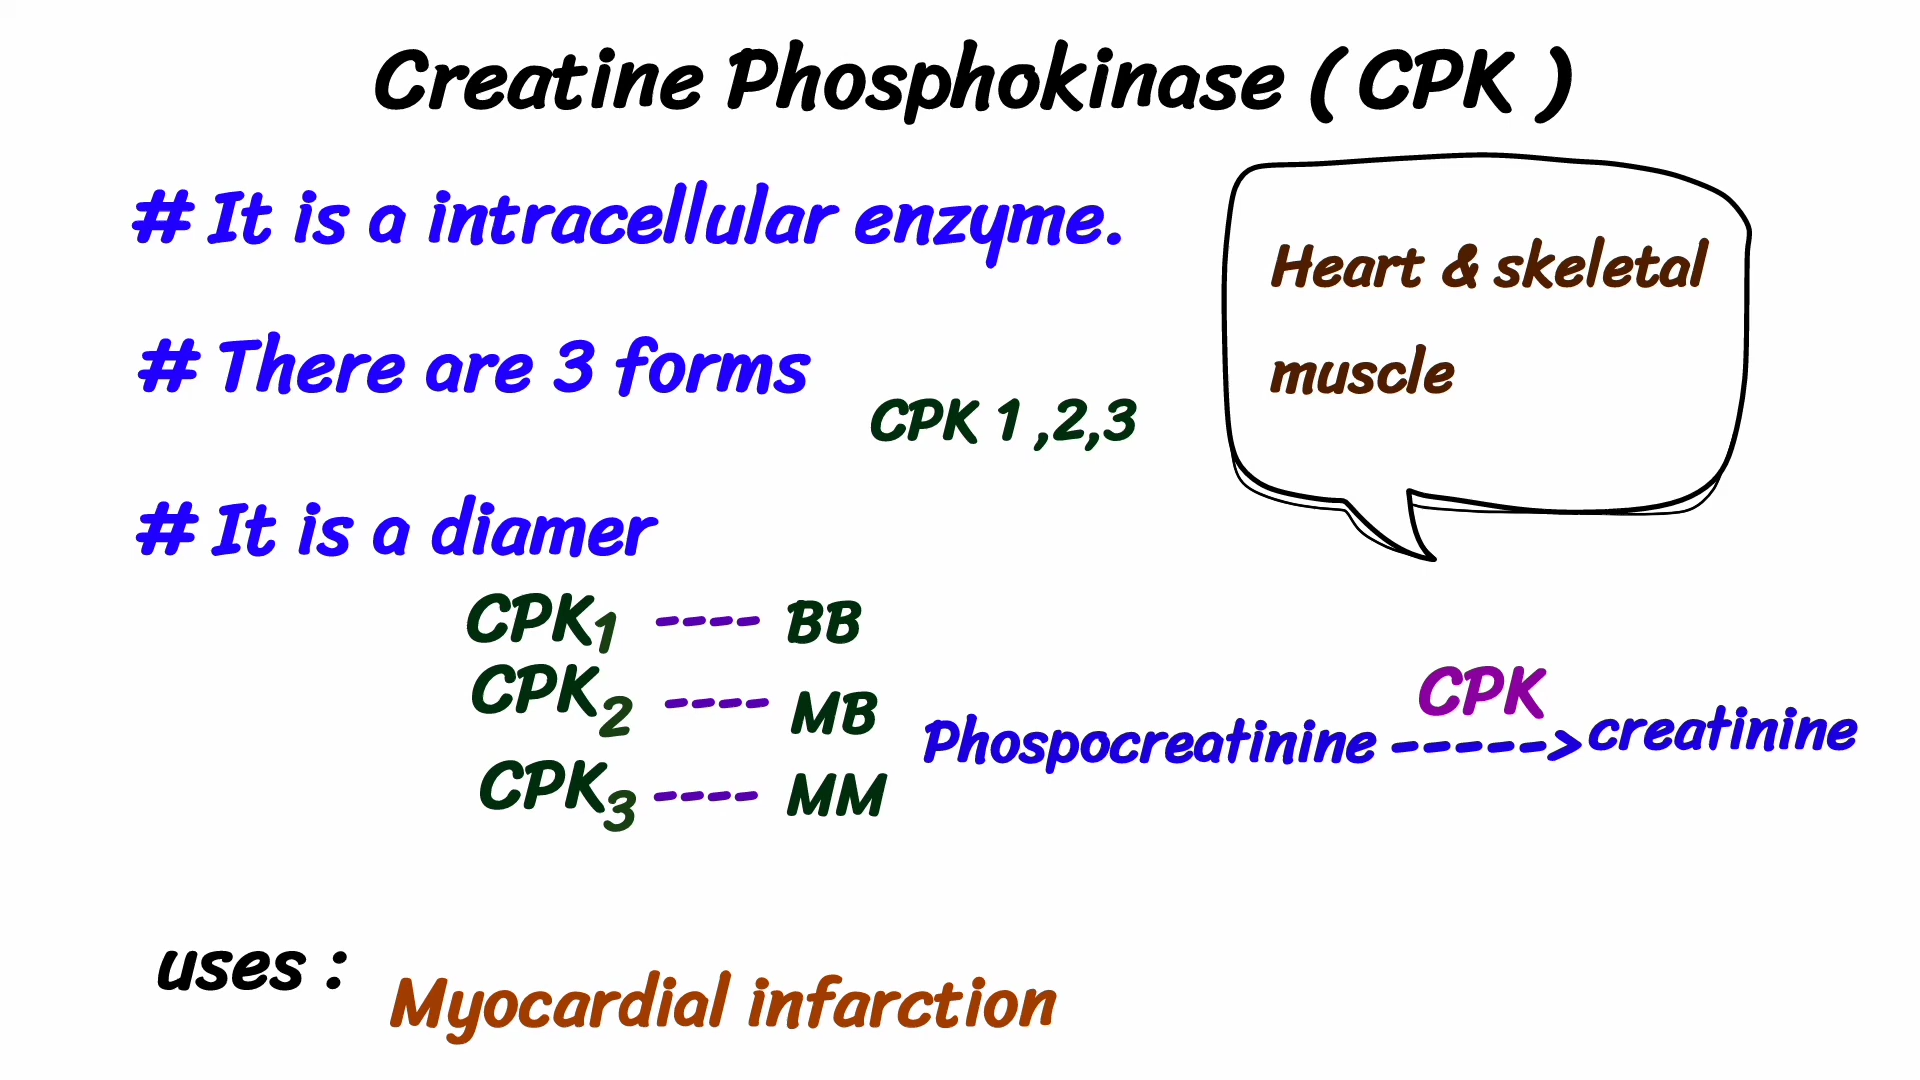 Creatine Phosphokinase ( CPK )
# It is a intracellular enzyme.
Heart & skeletal
muscle
# There are 3 forms
CPK 1 ,2,3
# It is a diamer
CPK1 ---- BB
CPK2 ---- MB
CPK3 ---- MM
CPK
Phospocreatinine -----> creatinine
uses :
Myocardial infarction